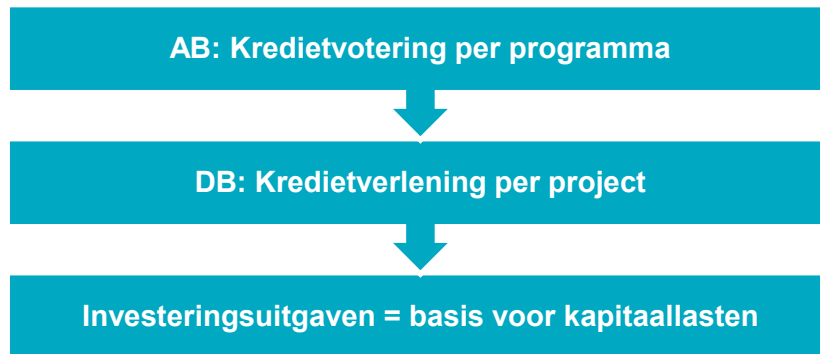 AB: Kredietvotering per programma
DB: Kredietverlening per project
Investeringsuitgaven = basis voor kapitaallasten